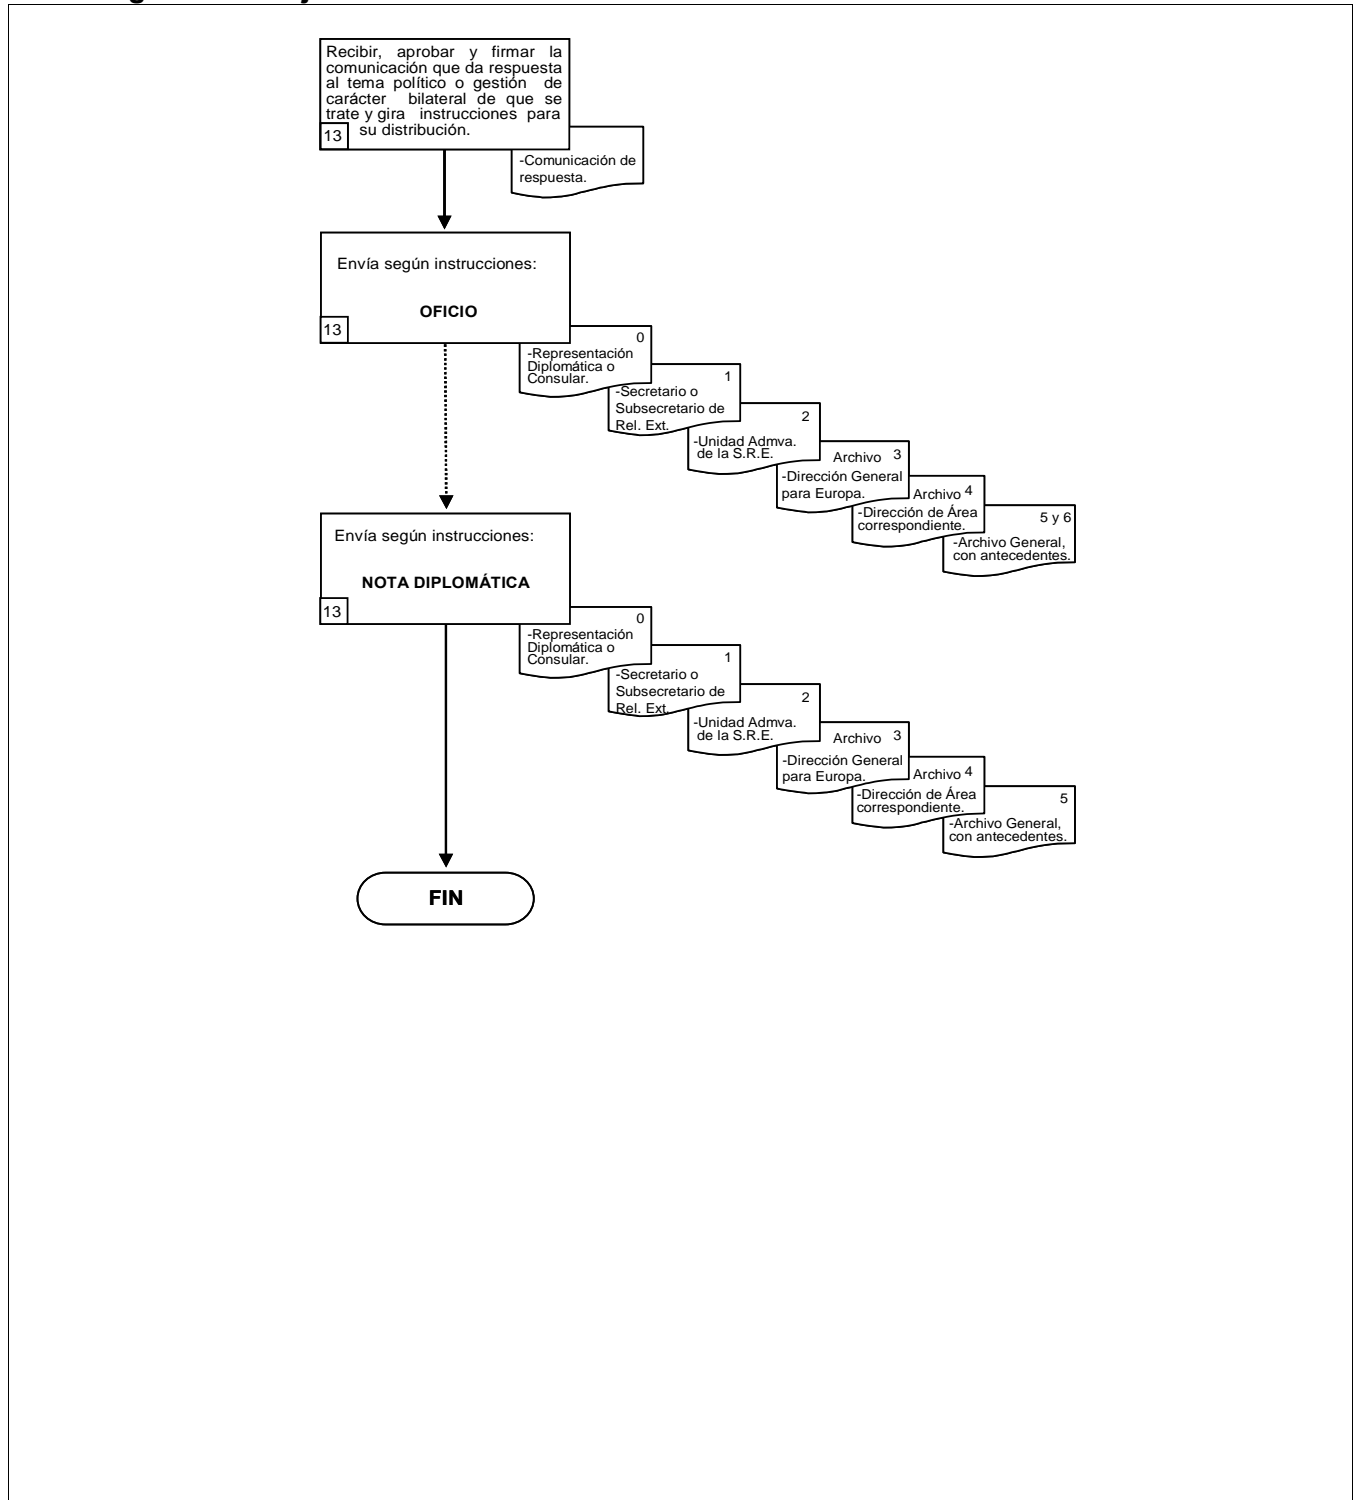 Recibir, aprobar y firmar la
comunicación que da respuesta
al tema político o gestión de
carácter bilateral de que se
trate y gira instrucciones para
su distribución.
13
-Comunicación de
respuesta.
Envía según instrucciones:
OFICIO
13
0
-Representación
Diplomática o
Consular.
1
-Secretario o
Subsecretario de
Rel. Ext.
2
-Unidad Admva.
de la S.R.E.
Archivo 3
-Dirección General
para Europa.
Archivo 4
-Dirección de Área
correspondiente.
5 y 6
-Archivo General,
con antecedentes.
Envía según instrucciones:
NOTA DIPLOMÁTICA
13
0
-Representación
Diplomática o
Consular.
1
-Secretario o
Subsecretario de
Rel. Ext.
2
-Unidad Admva.
de la S.R.E.
Archivo 3
-Dirección General
para Europa.
Archivo 4
-Dirección de Área
correspondiente.
5
-Archivo General,
con antecedentes.
FIN